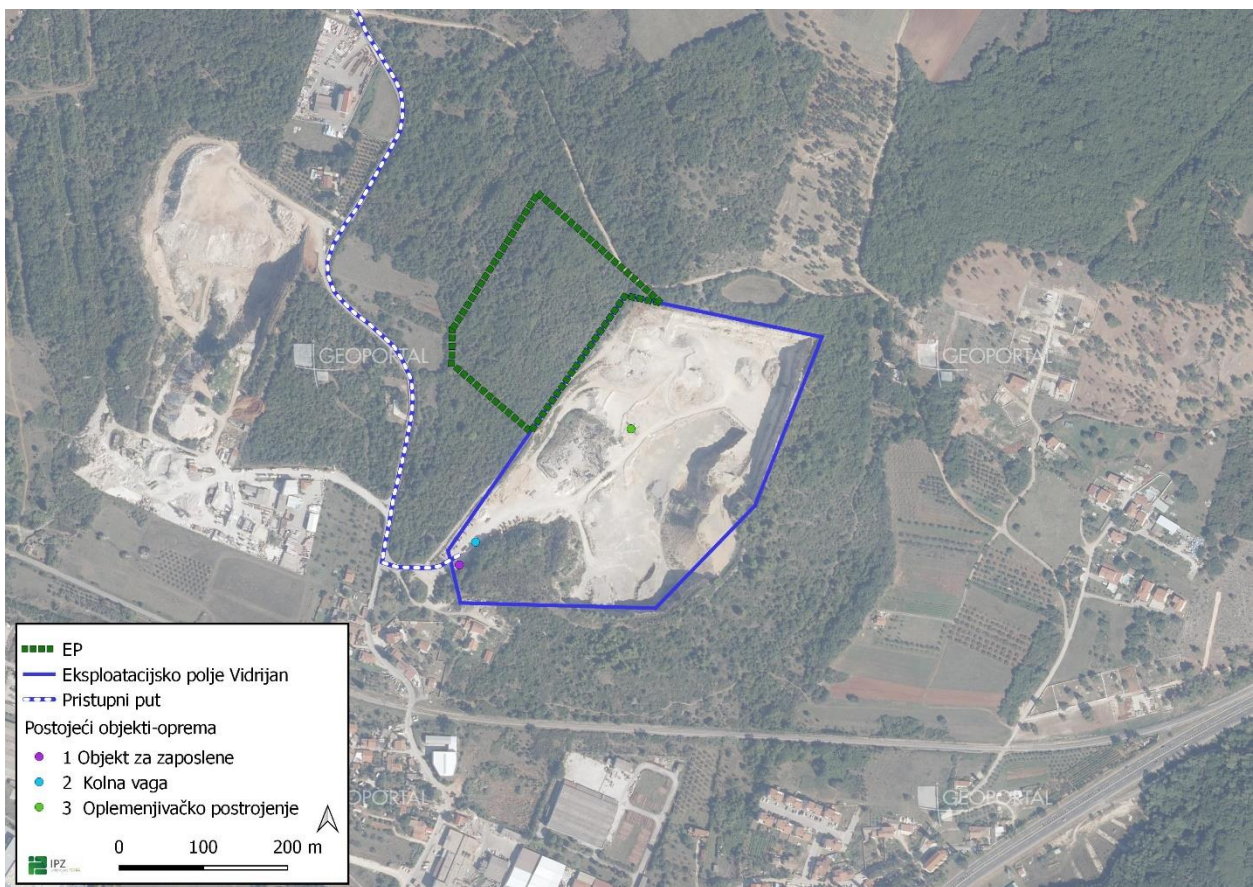 GEOPORTAL
GEOPORTAL
EP
Eksploatacijsko polje Vidrijan
Pristupni put
Postojeći objekti-oprema
1 Objekt za zaposlene
2 Kolna vaga
3 Oplemenjivačko postrojenje
OPORTAL
GEOPORTAL
0 100 200 m
IPZ